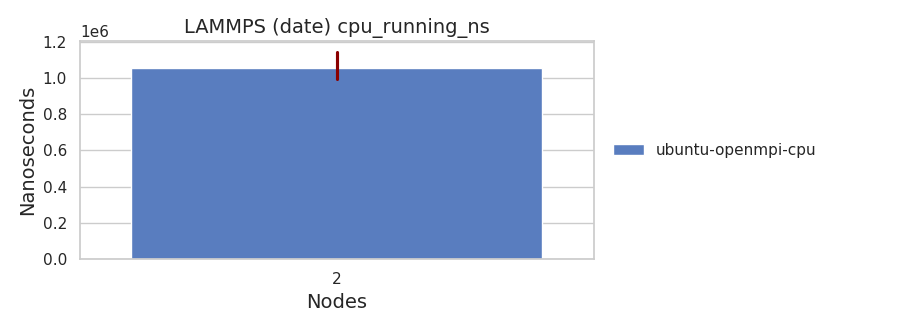 LAMMPS (date) cpu_running_ns
1e6
1.2
1.0
0.8
0.6
0.4
0.2
0.0
Nanoseconds
2
Nodes
ubuntu-openmpi-cpu